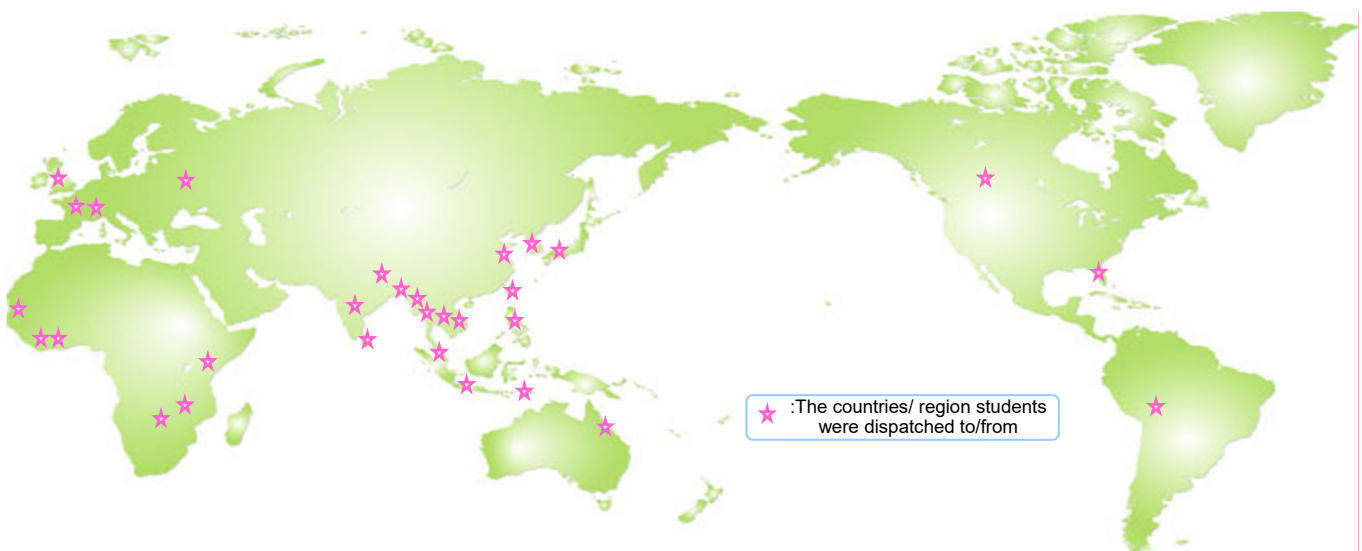 :The countries/ region students
were dispatched to/from